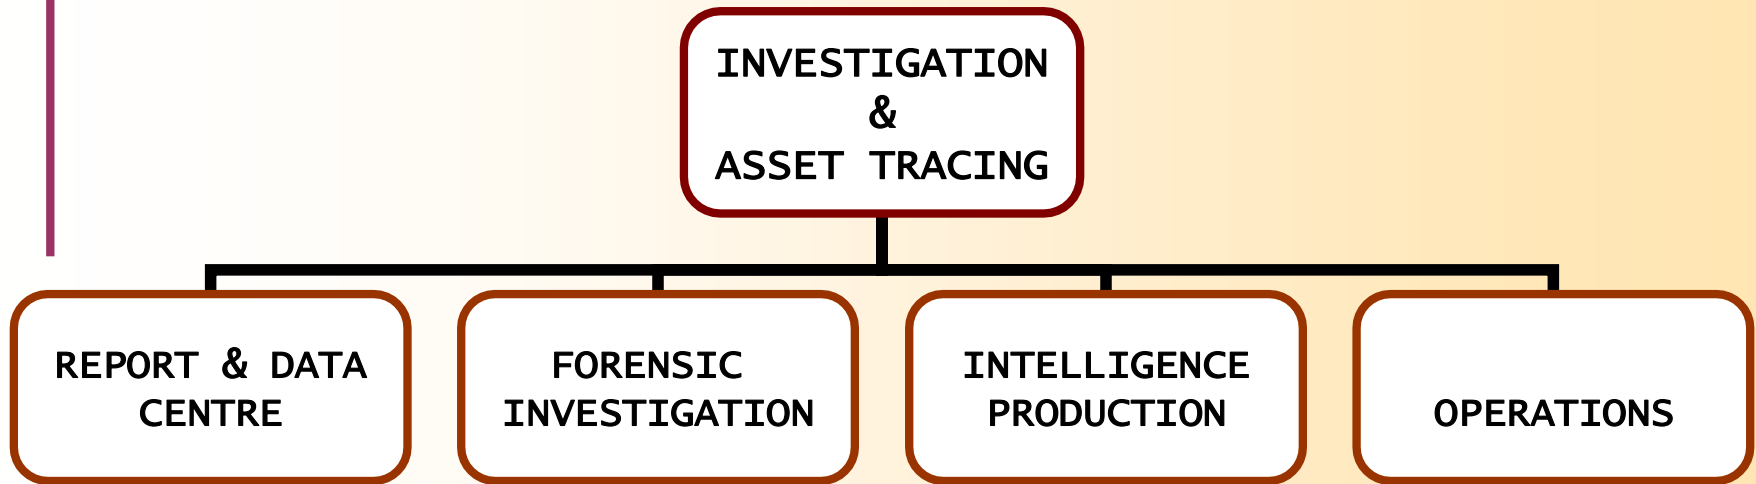 INVESTIGATION
&
ASSET TRACING
REPORT & DATA
CENTRE
FORENSIC
INVESTIGATION
INTELLIGENCE
PRODUCTION
OPERATIONS